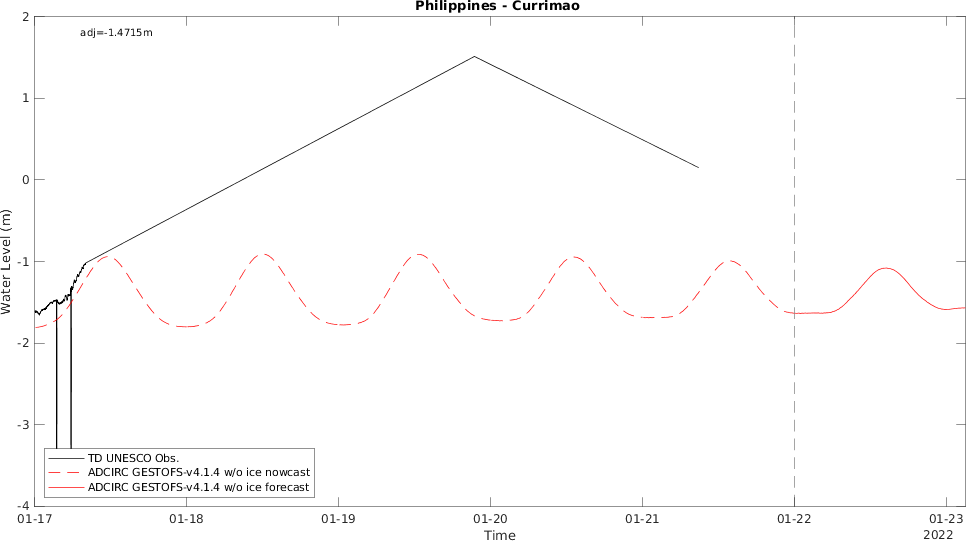 Philippines - Currimao
adj=-1.4715m
2
1
0
-1
-2
-3
-4
Water Level (m)
TD UNESCO Obs.
ADCIRC GESTOFS-v4.1.4 w/o ice nowcast
ADCIRC GESTOFS-v4.1.4 w/o ice forecast
01-17 01-18 01-19 01-20 01-21 01-22 01-23
Time
2022